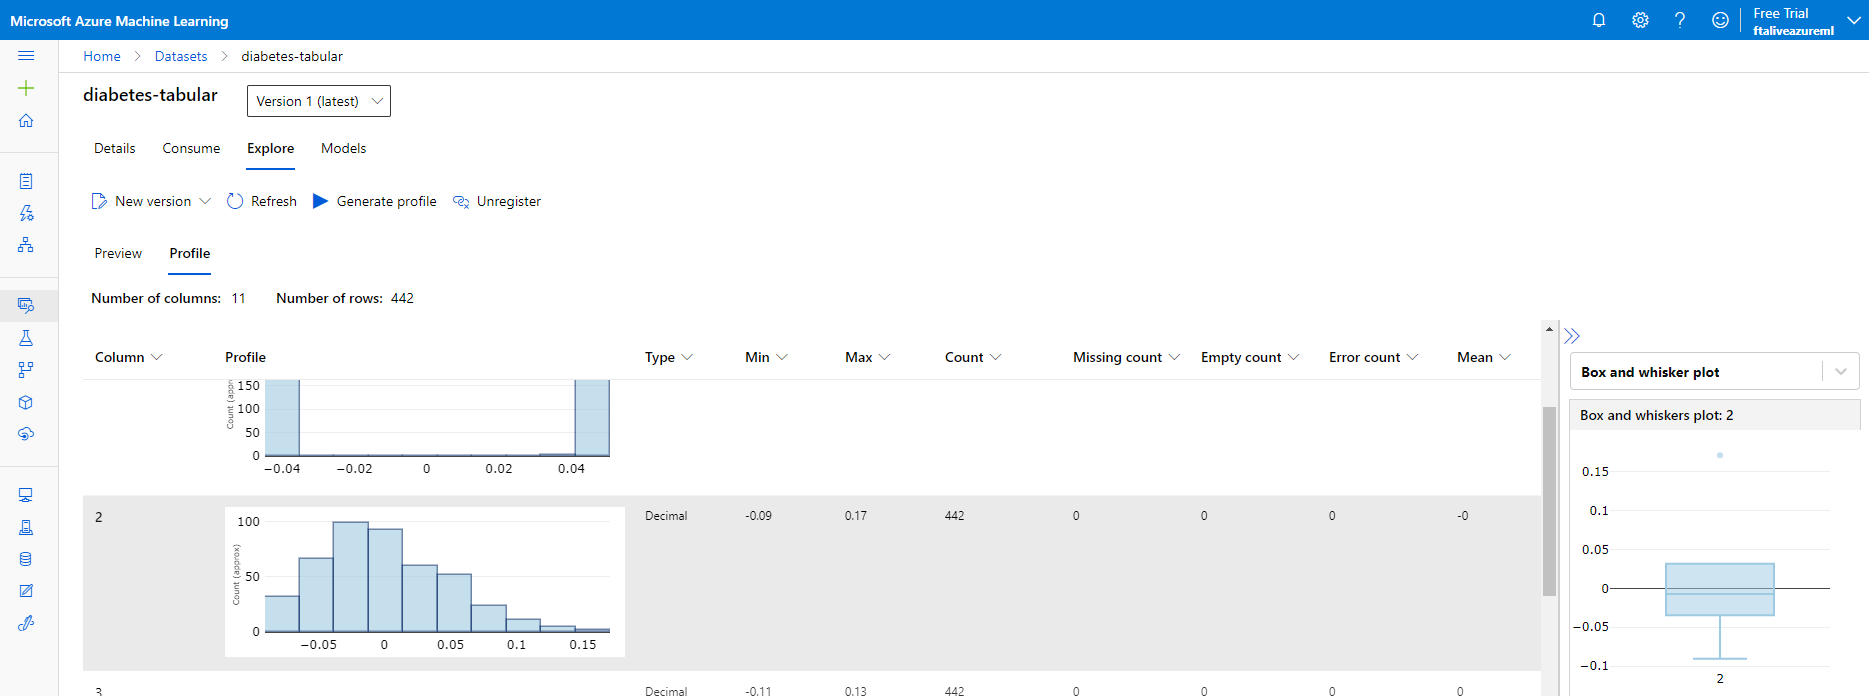 Microsoft Azure Machine Learning
Free Trial
ftaliveazureml
Home > Datasets > diabetes-tabular
diabetes-tabular
Version 1 (latest)
Details Consume Explore Models
New version Refresh Generate profile Unregister
Preview Profile
Number of columns: 11 Number of rows: 442
Column Profile Type Min Max Count Missing count Empty count Error count Mean
Count (appr
150
100
50
0
−0.04 −0.02 0 0.02 0.04
2 Decimal -0.09 0.17 442 0 0 0 -0
Count (approx)
100
50
0
−0.05 0 0.05 0.1 0.15
3 Decimal -0.11 0.13 442 0 0 0 0
Box and whisker plot
Box and whiskers plot: 2
0.15
0.1
0.05
0
−0.05
−0.1
2